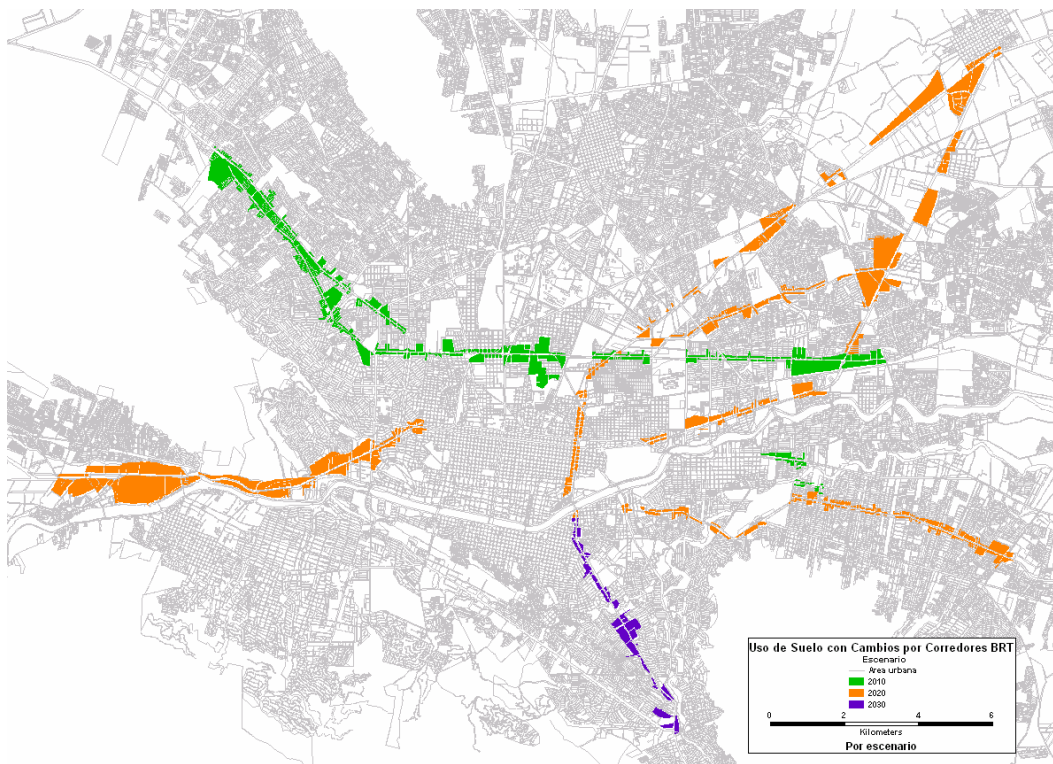 Uso de Suelo con Cambios por Corredores BRT
Escenario
Area urbana
2010
2020
2030
0 2 4 6
Kilometers
Por escenario